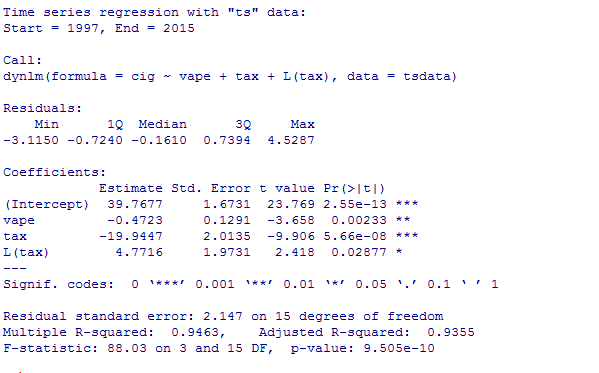 Time series regression with "ts" data:
Start = 1997, End = 2015
Call:
dynlm(formula = cig ~ vape + tax + L(tax), data = tsdata)
Residuals:
    Min      1Q  Median      3Q     Max
-3.1150 -0.7240 -0.1610  0.7394  4.5287
Coefficients:
            Estimate Std. Error t value Pr(>|t|)
(Intercept)  39.7677     1.6731  23.769 2.55e-13 ***
vape         -0.4723     0.1291  -3.658  0.00233 **
tax         -19.9447     2.0135  -9.906 5.66e-08 ***
L(tax)        4.7716     1.9731   2.418  0.02877 *
---
Signif. codes:  0 ‘***’ 0.001 ‘**’ 0.01 ‘*’ 0.05 ‘.’ 0.1 ‘ ’ 1
Residual standard error: 2.147 on 15 degrees of freedom
Multiple R-squared:  0.9463,    Adjusted R-squared:  0.9355
F-statistic: 88.03 on 3 and 15 DF,  p-value: 9.505e-10